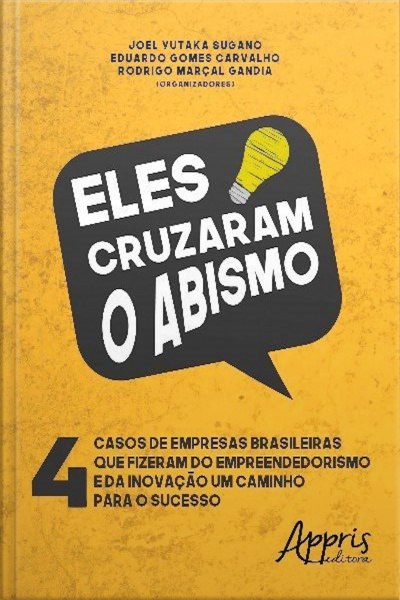 JOEL YUTAKA SUGANO
EDUARDO GOMES CARVALHO
RODRIGO MARÇAL GANDIA
(ORGANIZADORES)
ELES
CRUZARAM
O ABISMO
4
CASOS DE EMPRESAS BRASILEIRAS
QUE FIZERAM DO EMPREENDEDORISMO
E DA INOVAÇÃO UM CAMINHO
PARA O SUCESSO
Appris
editora